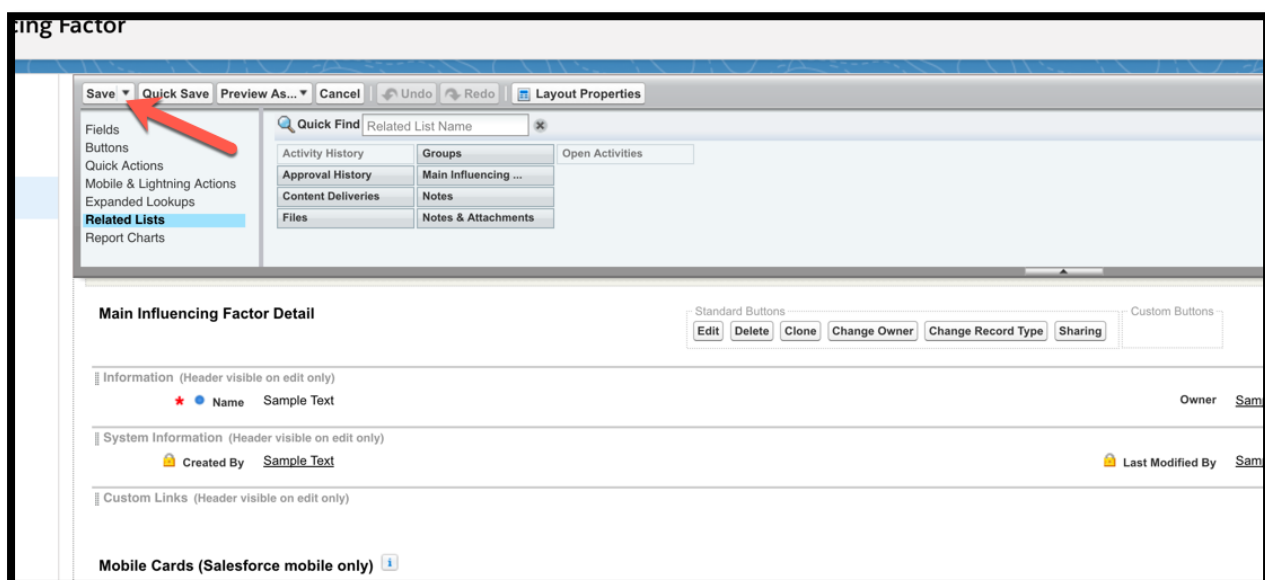 cing Factor
Save Quick Save Preview As... Cancel Undo Redo Layout Properties
Fields
Buttons
Quick Actions
Mobile & Lightning Actions
Expanded Lookups
Related Lists
Report Charts
Quick Find Related List Name
Activity History Groups Open Activities
Approval History Main Influencing ...
Content Deliveries Notes
Files Notes & Attachments
Main Influencing Factor Detail
Standard Buttons
Edit Delete Clone Change Owner Change Record Type Sharing
Custom Buttons
Information (Header visible on edit only)
* Name Sample Text Owner Sam
System Information (Header visible on edit only)
Created By Sample Text Last Modified By Sam
Custom Links (Header visible on edit only)
Mobile Cards (Salesforce mobile only) i